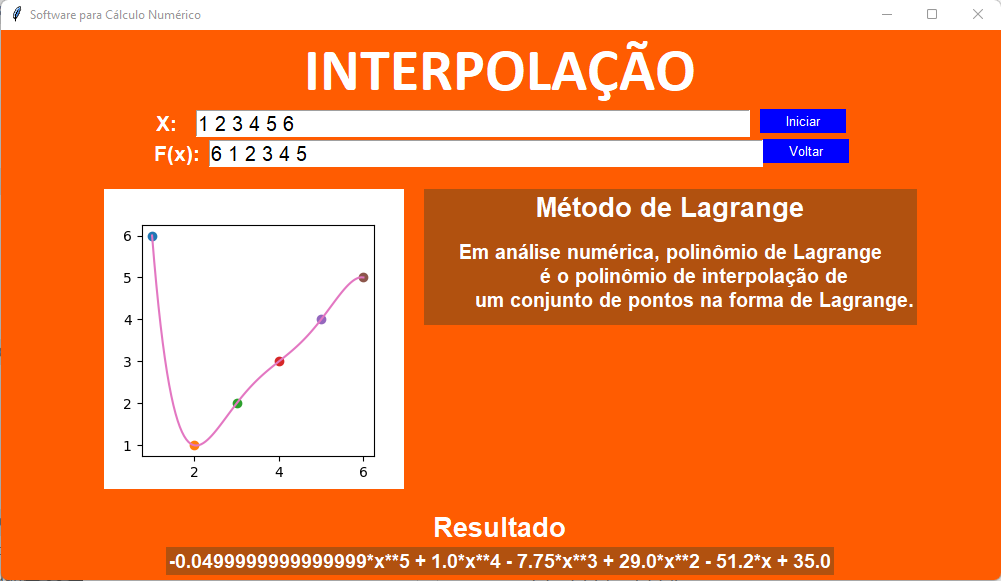 Software para Cálculo Numérico
INTERPOLAÇÃO
X: 1 2 3 4 5 6 Iniciar
F(x): 6 1 2 3 4 5 Voltar
Método de Lagrange
Em análise numérica, polinômio de Lagrange
é o polinômio de interpolação de
um conjunto de pontos na forma de Lagrange.
6
5
4
3
2
1
2 4 6
Resultado
-0.0499999999999999*x**5 + 1.0*x**4 - 7.75*x**3 + 29.0*x**2 - 51.2*x + 35.0